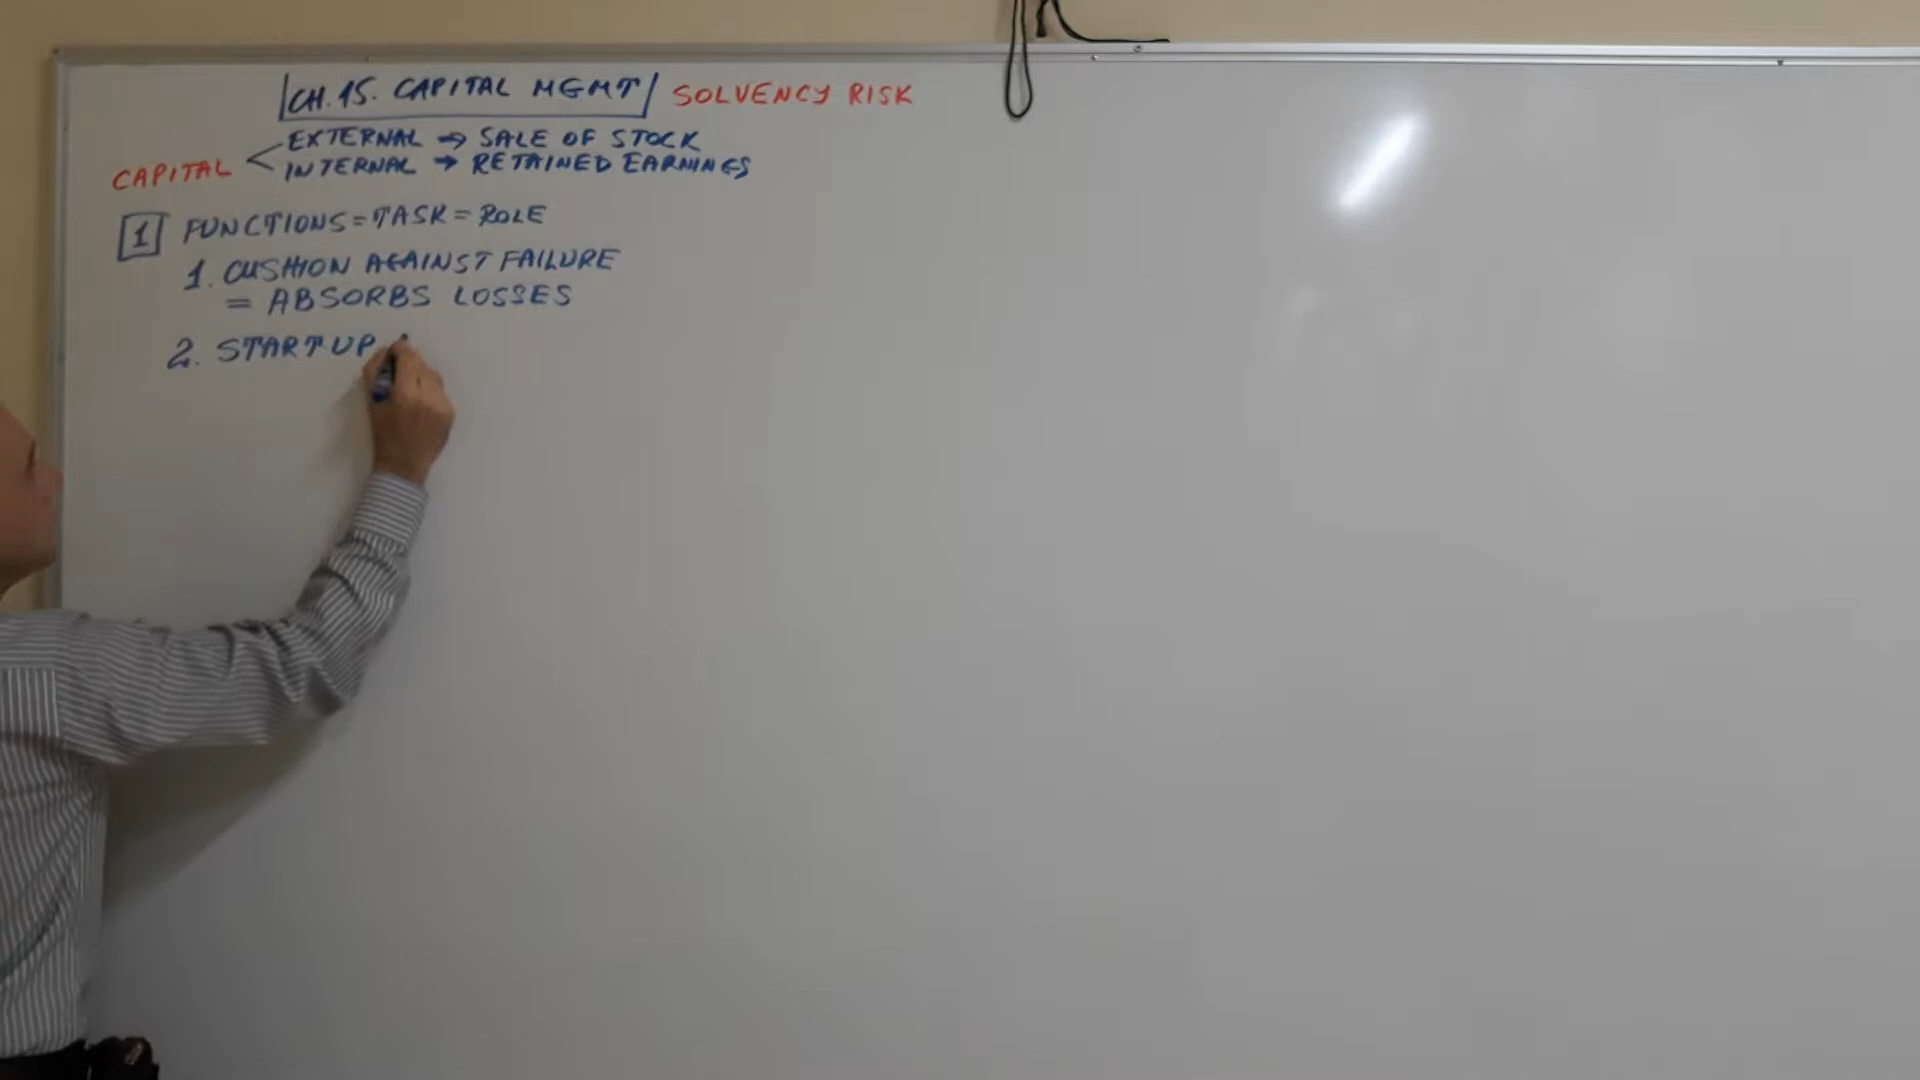 CH. 15. CAPITAL MGMT SOLVENCY RISK
CAPITAL
EXTERNAL → SALE OF STOCK
INTERNAL → RETAINED EARNINGS
1 FUNCTIONS = TASK = ROLE
1. CUSHION AGAINST FAILURE
= ABSORBS LOSSES
2. START-UP